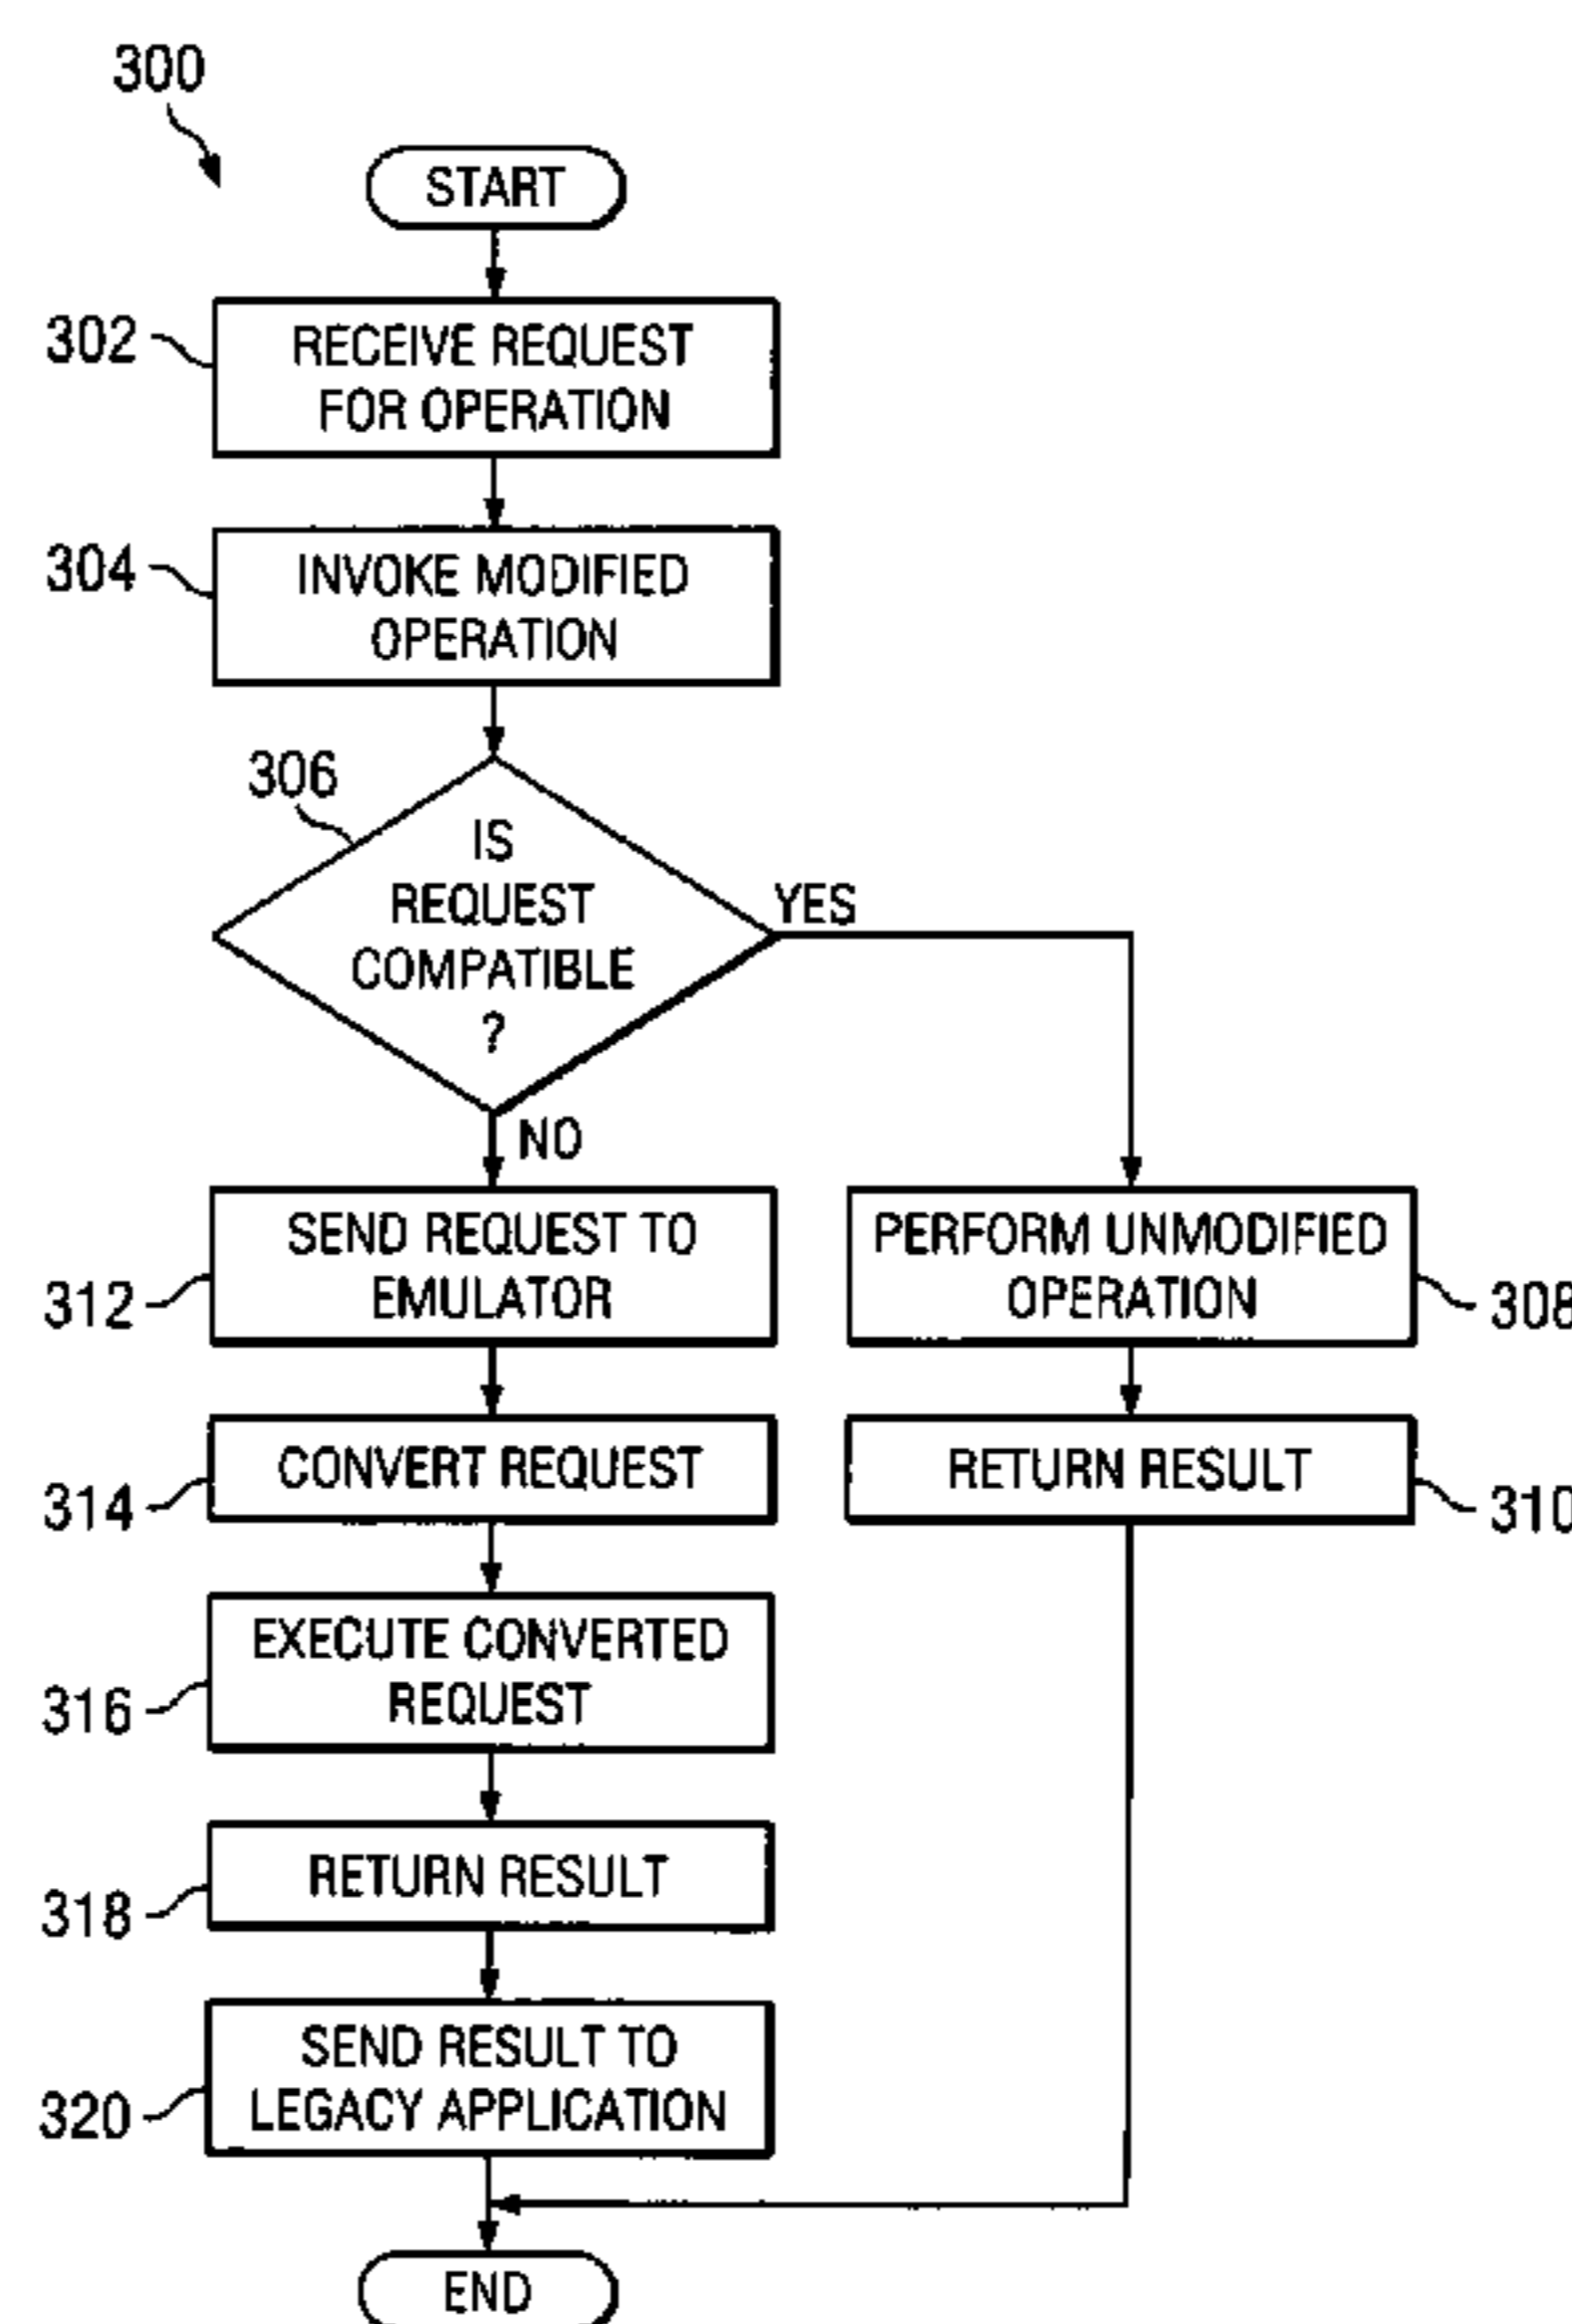 300
START
302
RECEIVE REQUEST
FOR OPERATION
304
INVOKE MODIFIED
OPERATION
306
IS
REQUEST
COMPATIBLE
?
YES
NO
312
SEND REQUEST TO
EMULATOR
PERFORM UNMODIFIED
OPERATION
308
314
CONVERT REQUEST
RETURN RESULT
310
316
EXECUTE CONVERTED
REQUEST
318
RETURN RESULT
320
SEND RESULT TO
LEGACY APPLICATION
END